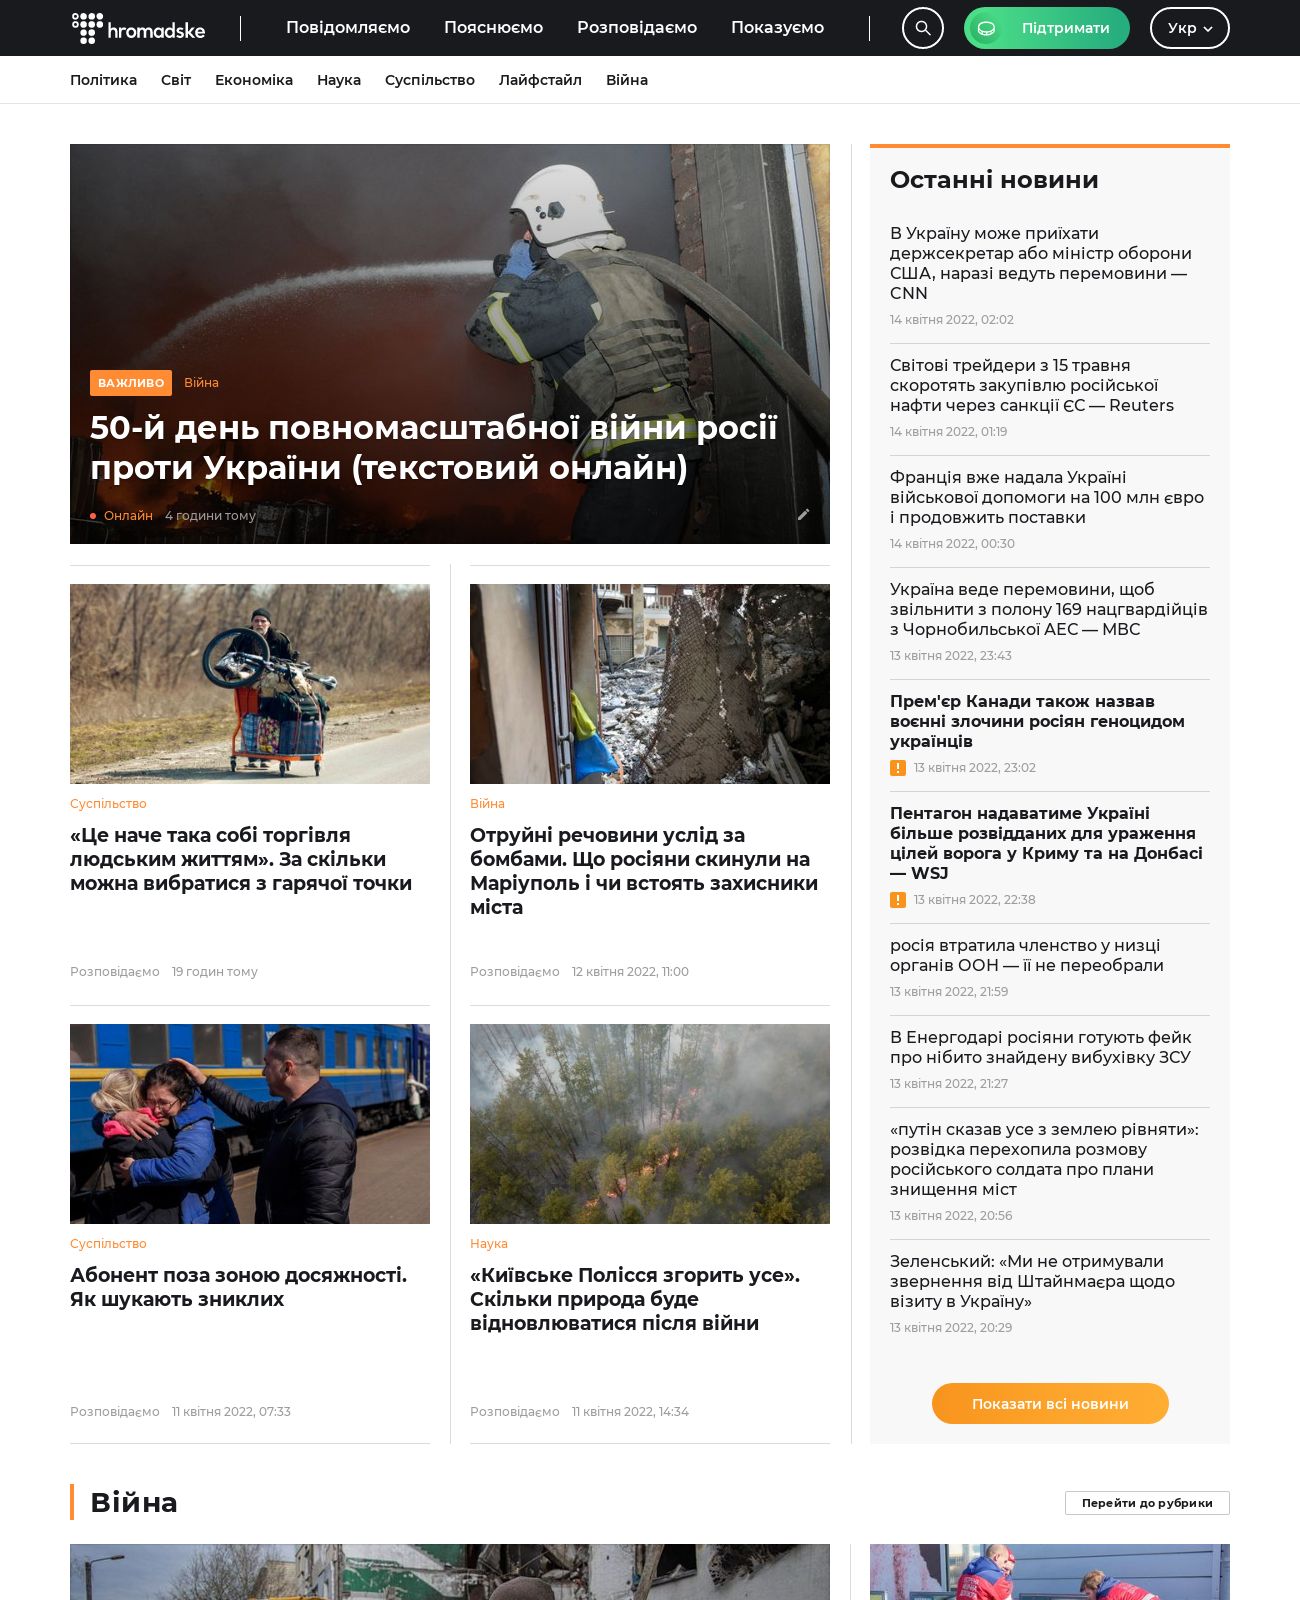 hromadske
Повідомляємо
Пояснюємо
Розповідаємо
Показуємо
Підтримати
Укр
Політика
Світ
Економіка
Наука
Суспільство
Лайфстайл
Війна
ВАЖЛИВО
Війна
50-й день повномасштабної війни росії
проти України (текстовий онлайн)
Онлайн
4 години тому
Суспільство
«Це наче така собі торгівля
людським життям». За скільки
можна вибратися з гарячої точки
Розповідаємо
19 годин тому
Війна
Отруйні речовини услід за
бомбами. Що росіяни скинули на
Маріуполь і чи встоять захисники
міста
Розповідаємо
12 квітня 2022, 11:00
Суспільство
Абонент поза зоною досяжності.
Як шукають зниклих
Розповідаємо
11 квітня 2022, 07:33
Наука
«Київське Полісся згорить усе».
Скільки природа буде
відновлюватися після війни
Розповідаємо
11 квітня 2022, 14:34
Останні новини
В Україну може приїхати
держсекретар або міністр оборони
США, наразі ведуть перемовини —
CNN
14 квітня 2022, 02:02
Світові трейдери з 15 травня
скоротять закупівлю російської
нафти через санкції ЄС — Reuters
14 квітня 2022, 01:19
Франція вже надала Україні
військової допомоги на 100 млн євро
і продовжить поставки
14 квітня 2022, 00:30
Україна веде перемовини, щоб
звільнити з полону 169 нацгвардійців
з Чорнобильської АЕС — МВС
13 квітня 2022, 23:43
Прем'єр Канади також назвав
воєнні злочини росіян геноцидом
українців
13 квітня 2022, 23:02
Пентагон надаватиме Україні
більше розвідданих для ураження
цілей ворога у Криму та на Донбасі
— WSJ
13 квітня 2022, 22:38
росія втратила членство у низці
органів ООН — її не переобрали
13 квітня 2022, 21:59
В Енергодарі росіяни готують фейк
про нібито знайдену вибухівку ЗСУ
13 квітня 2022, 21:27
«путін сказав усе з землею рівняти»:
розвідка перехопила розмову
російського солдата про плани
знищення міст
13 квітня 2022, 20:56
Зеленський: «Ми не отримували
звернення від Штайнмаєра щодо
візиту в Україну»
13 квітня 2022, 20:29
Показати всі новини
Війна
Перейти до рубрики